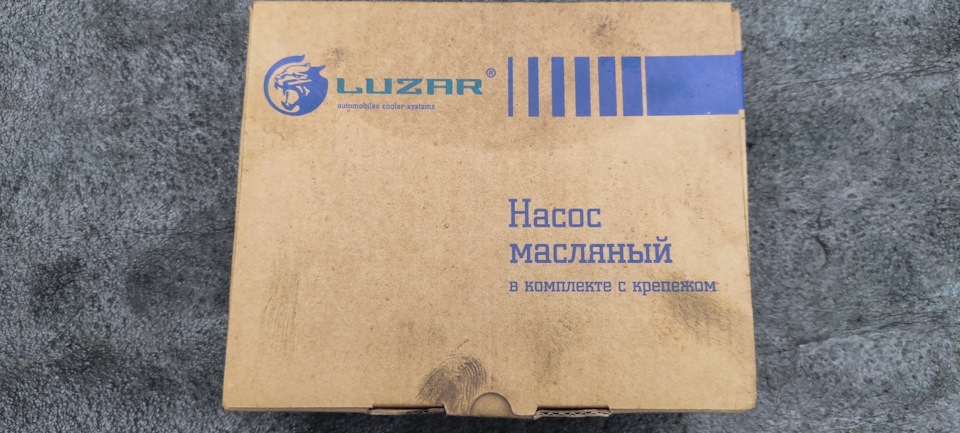 LUZAR®
automobiles cooler systems
Насос
масляный
в комплекте с крепежом